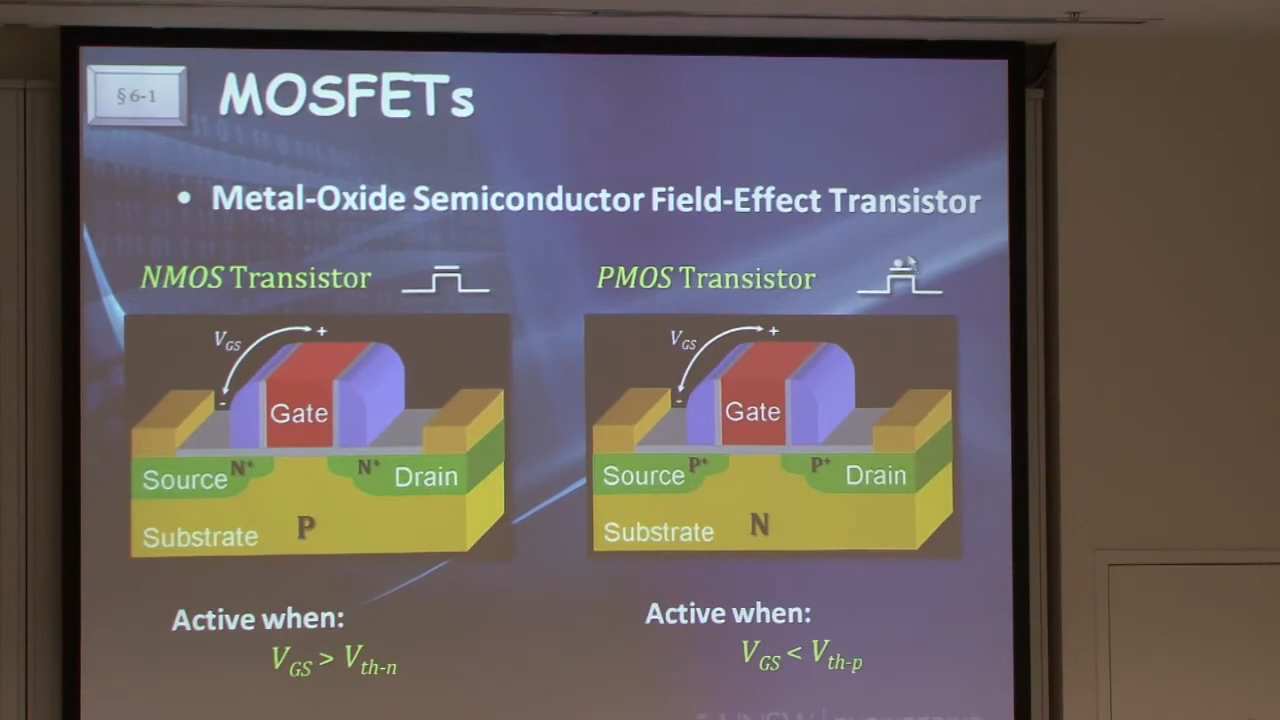 § 6-1
MOSFETs
• Metal-Oxide Semiconductor Field-Effect Transistor
NMOS Transistor
PMOS Transistor
V_GS +
-
Gate
Source N⁺
N⁺ Drain
Substrate P
V_GS +
-
Gate
Source P⁺
P⁺ Drain
Substrate N
Active when:
V_GS > V_th-n
Active when:
V_GS < V_th-p